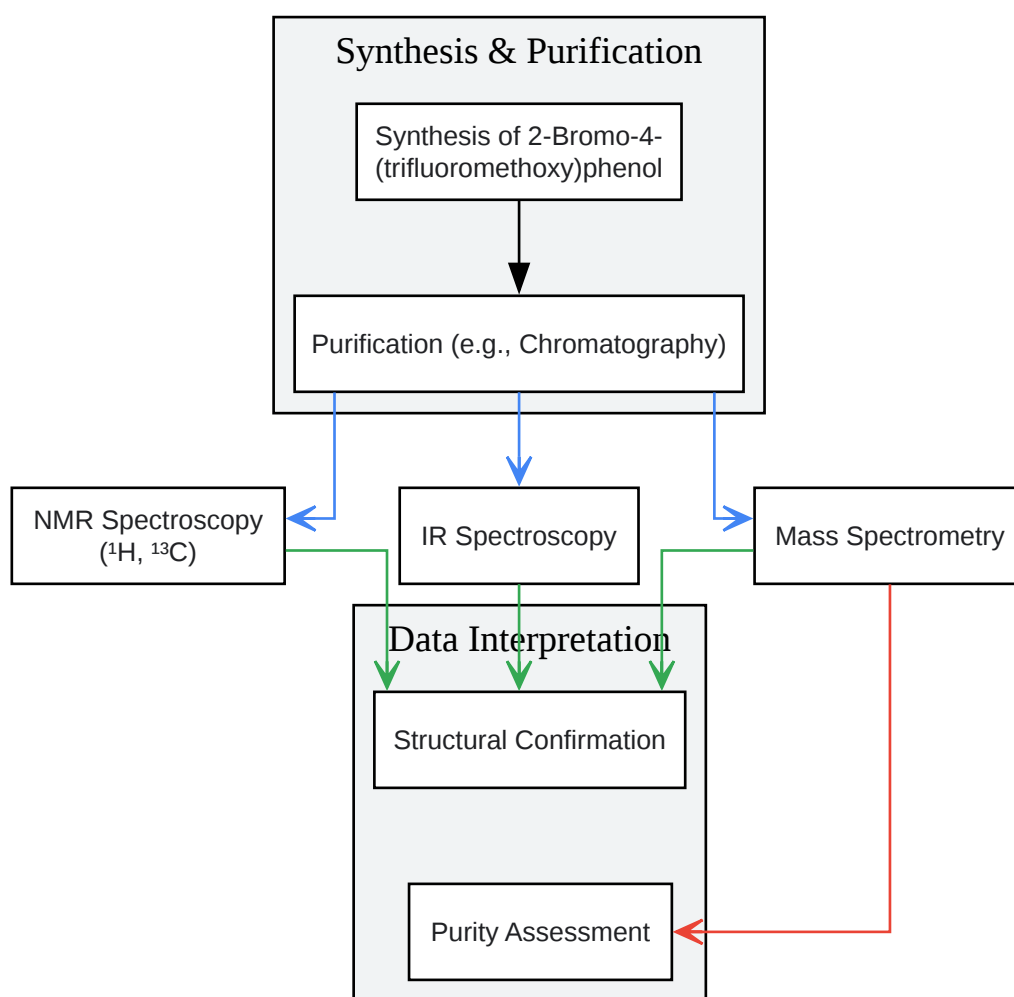 Synthesis & Purification
Synthesis of 2-Bromo-4-
(trifluoromethoxy)phenol
Purification (e.g., Chromatography)
NMR Spectroscopy
(¹H, ¹³C)
IR Spectroscopy
Mass Spectrometry
Data Interpretation
Structural Confirmation
Purity Assessment